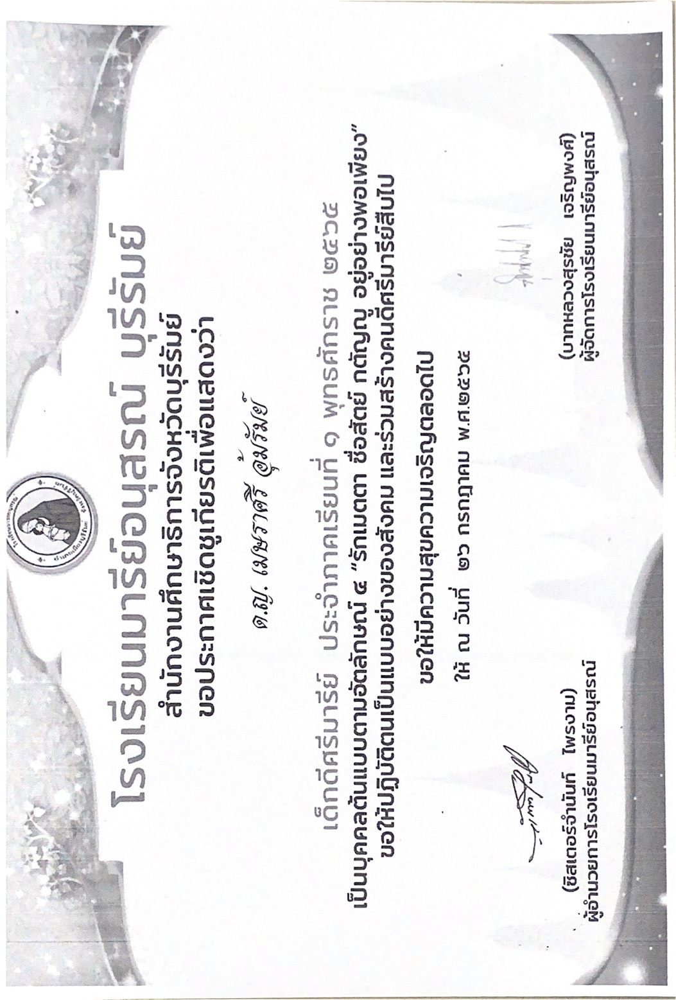 โรงเรียนมารีย์อนุสรณ์ บุรีรัมย์
สำนักงานศึกษาธิการจังหวัดบุรีรัมย์
ขอประกาศเชิดชูเกียรติเพื่อแสดงว่า
ด.ญ. เมษราศรี อุ้มรัมย์
เด็กดีศรีมารีย์ ประจำภาคเรียนที่ ๑ พุทธศักราช ๒๕๖๔
เป็นบุคคลต้นแบบตามอัตลักษณ์ ๔ "รักเมตตา ซื่อสัตย์ กตัญญู อยู่อย่างพอเพียง"
ขอให้ปฏิบัติตนเป็นแบบอย่างของสังคม และร่วมสร้างคนดีศรีมารีย์สืบไป
ขอให้มีความสุขความเจริญตลอดไป
ให้ ณ วันที่ ๒๖ กรกฎาคม พ.ศ.๒๕๖๔
(ซิสเตอร์จำนันท์ ไพรงาม)
ผู้อำนวยการโรงเรียนมารีย์อนุสรณ์
(บาทหลวงสุรชัย เจริญพงศ์)
ผู้จัดการโรงเรียนมารีย์อนุสรณ์